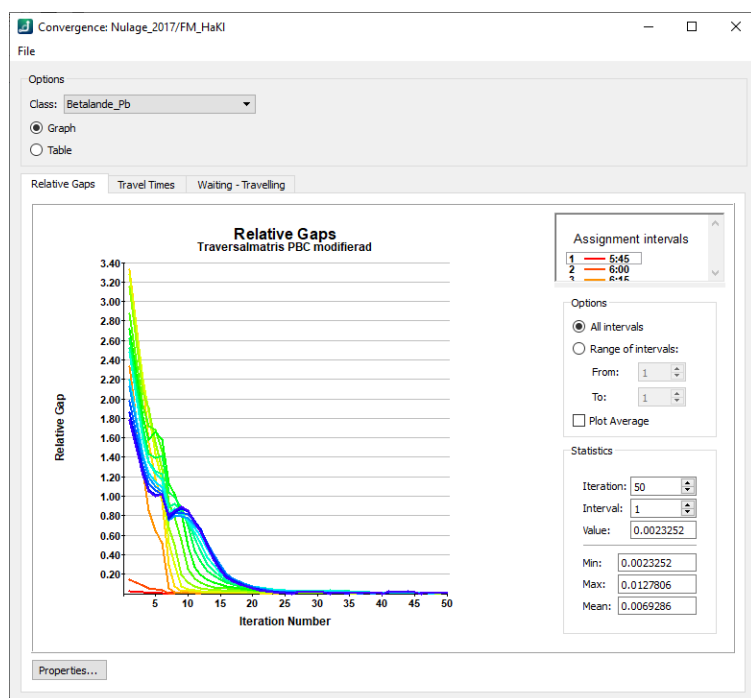 Convergence: Nulage_2017/FM_HaKI
File
Options
Class: Betalande_Pb
Graph
Table
Relative Gaps Travel Times Waiting - Travelling
Relative Gaps
Traversalmatris PBC modifierad
3.40
3.20
3.00
2.80
2.60
2.40
2.20
2.00
1.80
1.60
1.40
1.20
1.00
0.80
0.60
0.40
0.20
Relative Gap
5 10 15 20 25 30 35 40 45 50
Iteration Number
Assignment intervals
1 5:45
2 6:00
3 6:15
Options
All intervals
Range of intervals:
From: 1
To: 1
Plot Average
Statistics
Iteration: 50
Interval: 1
Value: 0.0023252
Min: 0.0023252
Max: 0.0127806
Mean: 0.0069286
Properties...